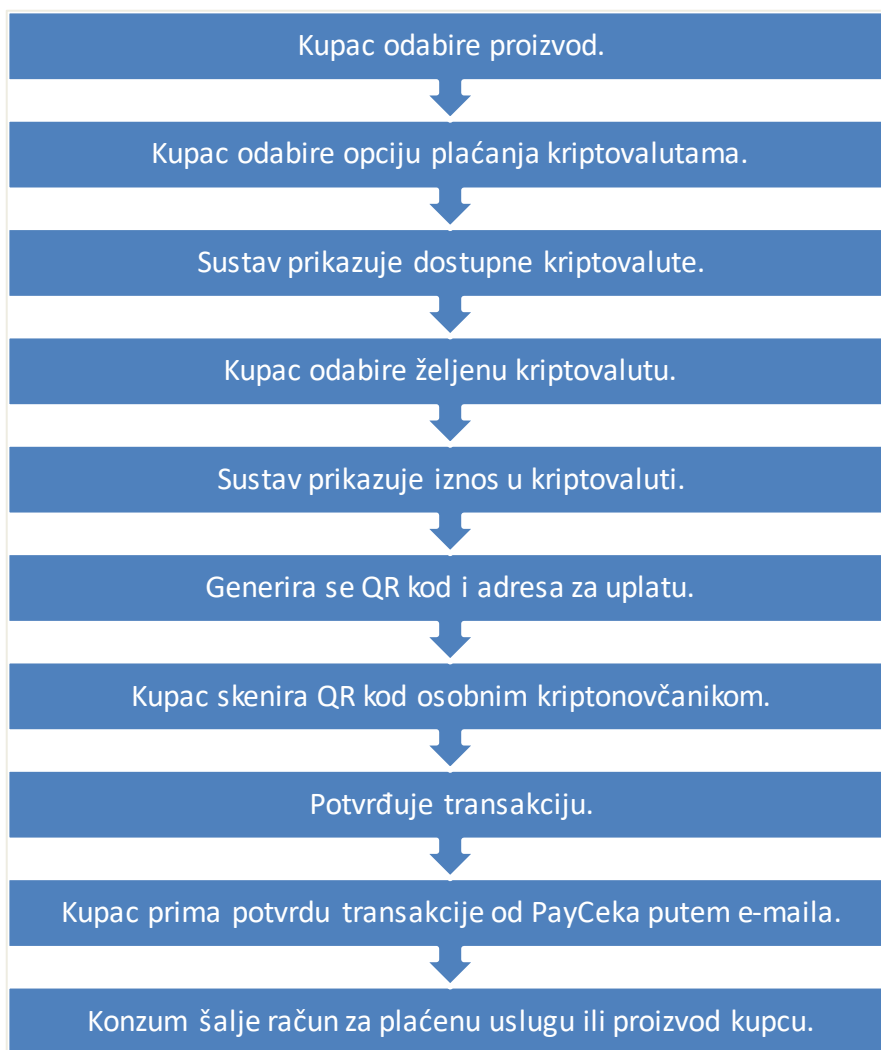 Kupac odabire proizvod.
Kupac odabire opciju plaćanja kriptovalutama.
Sustav prikazuje dostupne kriptovalute.
Kupac odabire željenu kriptovalutu.
Sustav prikazuje iznos u kriptovaluti.
Generira se QR kod i adresa za uplatu.
Kupac skenira QR kod osobnim kriptonovčanikom.
Potvrđuje transakciju.
Kupac prima potvrdu transakcije od PayCeka putem e-maila.
Konzum šalje račun za plaćenu uslugu ili proizvod kupcu.